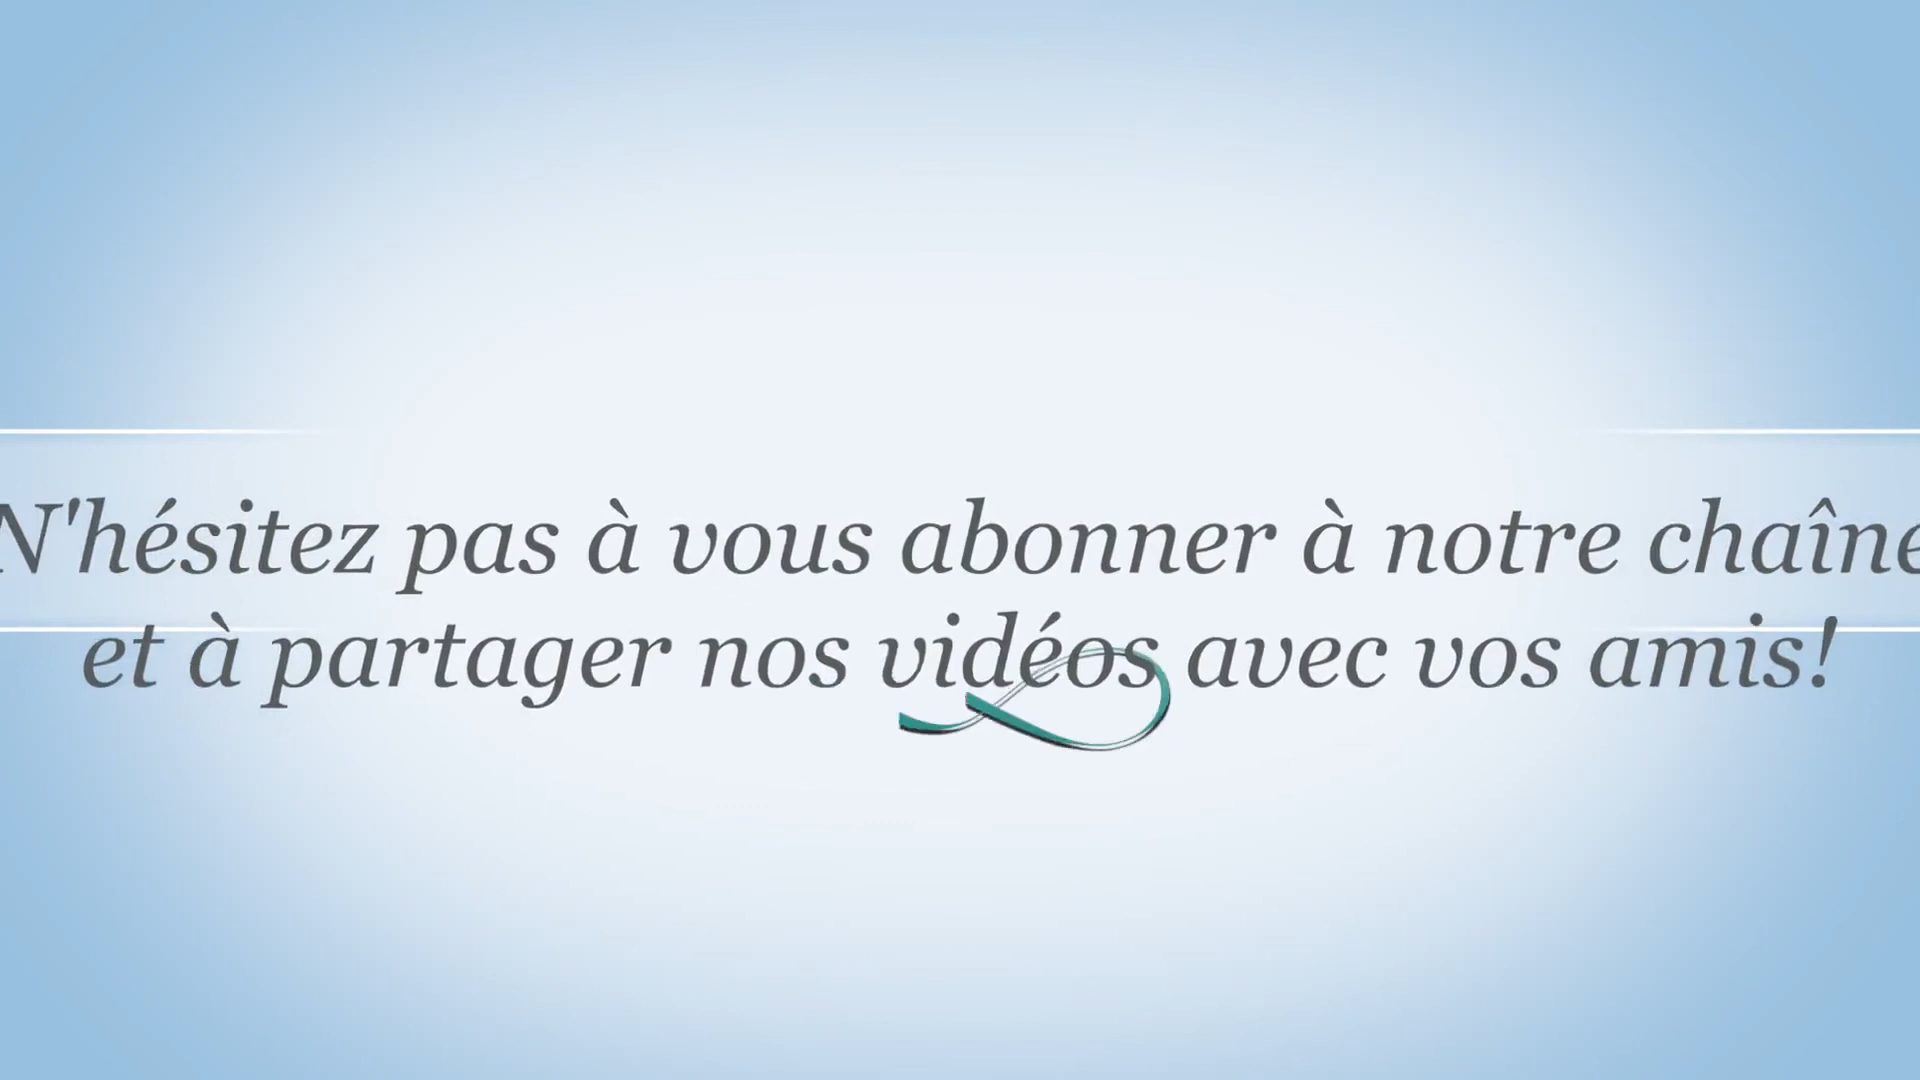 N'hésitez pas à vous abonner à notre chaîne
et à partager nos vidéos avec vos amis!